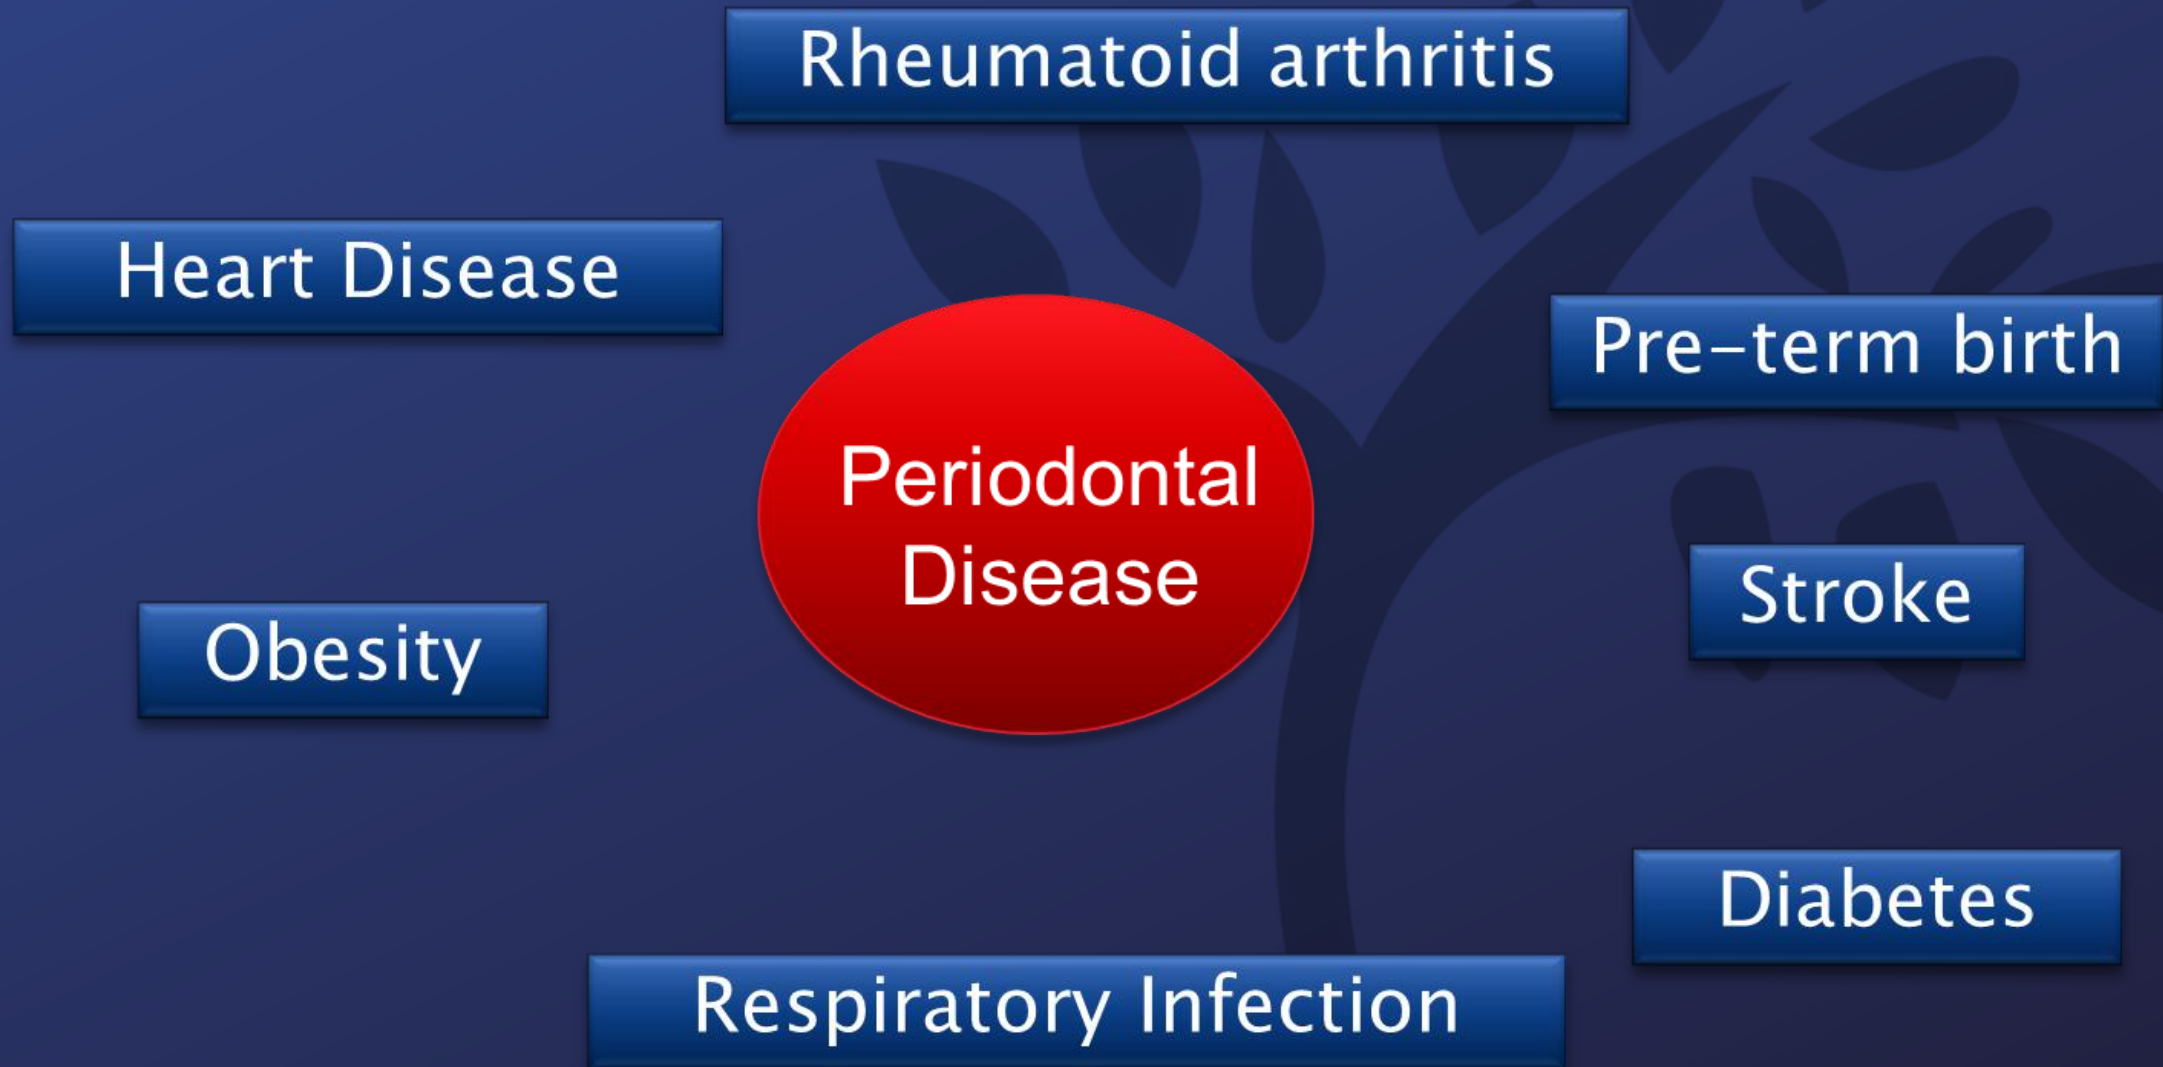 Rheumatoid arthritis
Heart Disease
Pre-term birth
Periodontal
Disease
Stroke
Obesity
Diabetes
Respiratory Infection